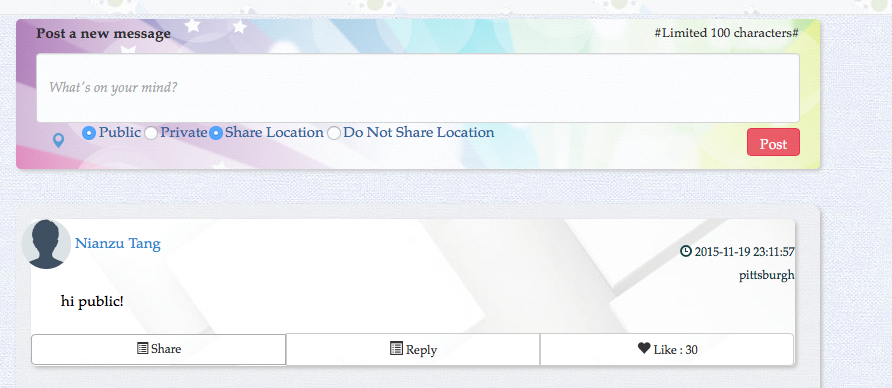 Post a new message #Limited 100 characters#
What's on your mind?
Public Private Share Location Do Not Share Location
Post
Nianzu Tang
2015-11-19 23:11:57
pittsburgh
hi public!
Share Reply Like : 30